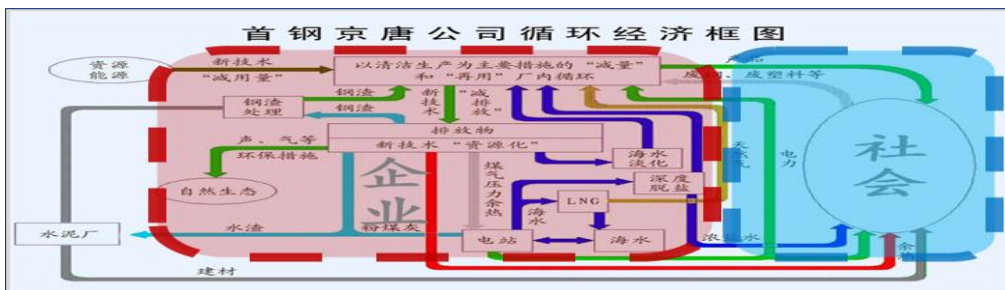 首钢京唐公司循环经济框图
资源
能源
新技术
"减用量"
以清洁生产为主要措施的"减量"
和"再用"厂内循环
产品
废钢、废塑料等
钢渣
钢渣
处理
钢渣
新技术
"减排放"
排放物
新技术"资源化"
声、气等
环保措施
自然生态
企业
煤气压力余热
海水
淡化
深度
脱盐
LNG
海水
天然气
电力
社会
水泥厂
水渣
粉煤灰
电站
海水
浓盐水
余热
建材